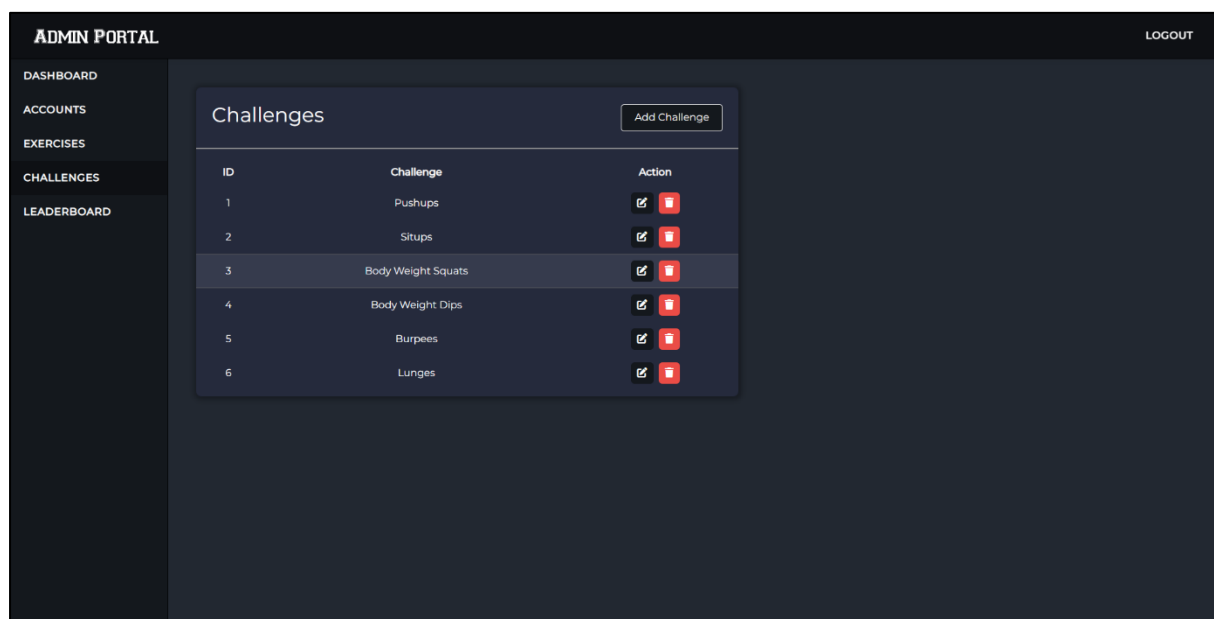 ADMIN PORTAL
LOGOUT
DASHBOARD
ACCOUNTS
EXERCISES
CHALLENGES
LEADERBOARD
Challenges
Add Challenge
ID Challenge Action
1 Pushups
2 Situps
3 Body Weight Squats
4 Body Weight Dips
5 Burpees
6 Lunges